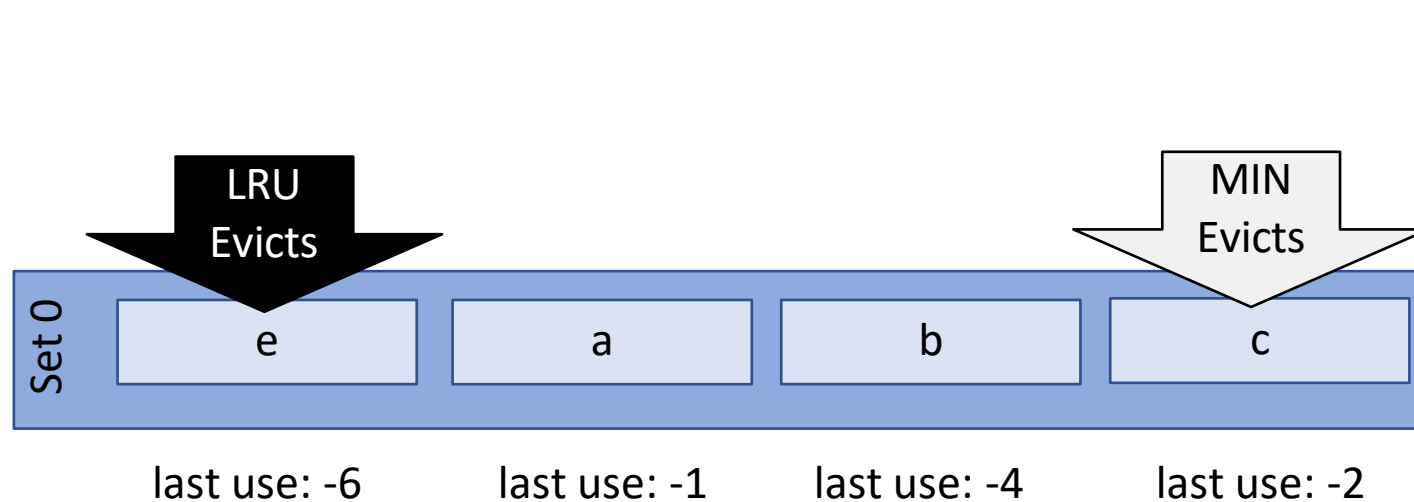 LRU
Evicts
MIN
Evicts
Set 0
e
a
b
c
last use: -6
last use: -1
last use: -4
last use: -2